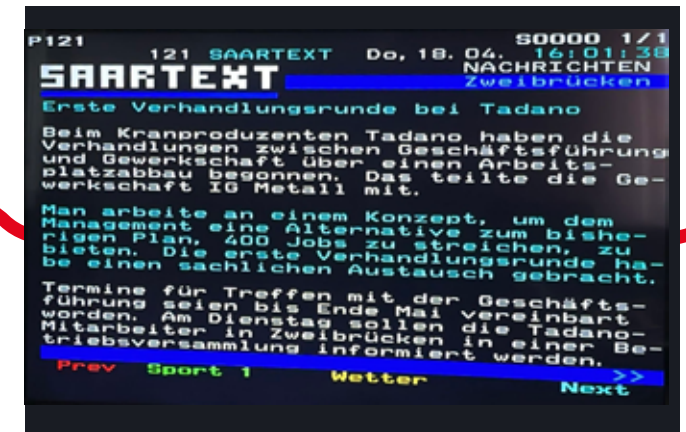 P121 S0000 1/1
121 SAARTEXT Do, 18. 04. 16:01:38
SAARTEXT NACHRICHTEN
Zweibrücken
Erste Verhandlungsrunde bei Tadano
Beim Kranproduzenten Tadano haben die
Verhandlungen zwischen Geschäftsführung
und Gewerkschaft über einen Arbeits-
platzabbau begonnen. Das teilte die Ge-
werkschaft IG Metall mit.
Man arbeite an einem Konzept, um dem
Management eine Alternative zum bishe-
rigen Plan, 400 Jobs zu streichen, zu
bieten. Die erste Verhandlungsrunde ha-
be einen sachlichen Austausch gebracht.
Termine für Treffen mit der Geschäfts-
führung seien bis Ende Mai vereinbart
worden. Am Dienstag sollen die Tadano-
Mitarbeiter in Zweibrücken in einer Be-
triebsversammlung informiert werden.
>>
Prev Sport 1 Wetter Next